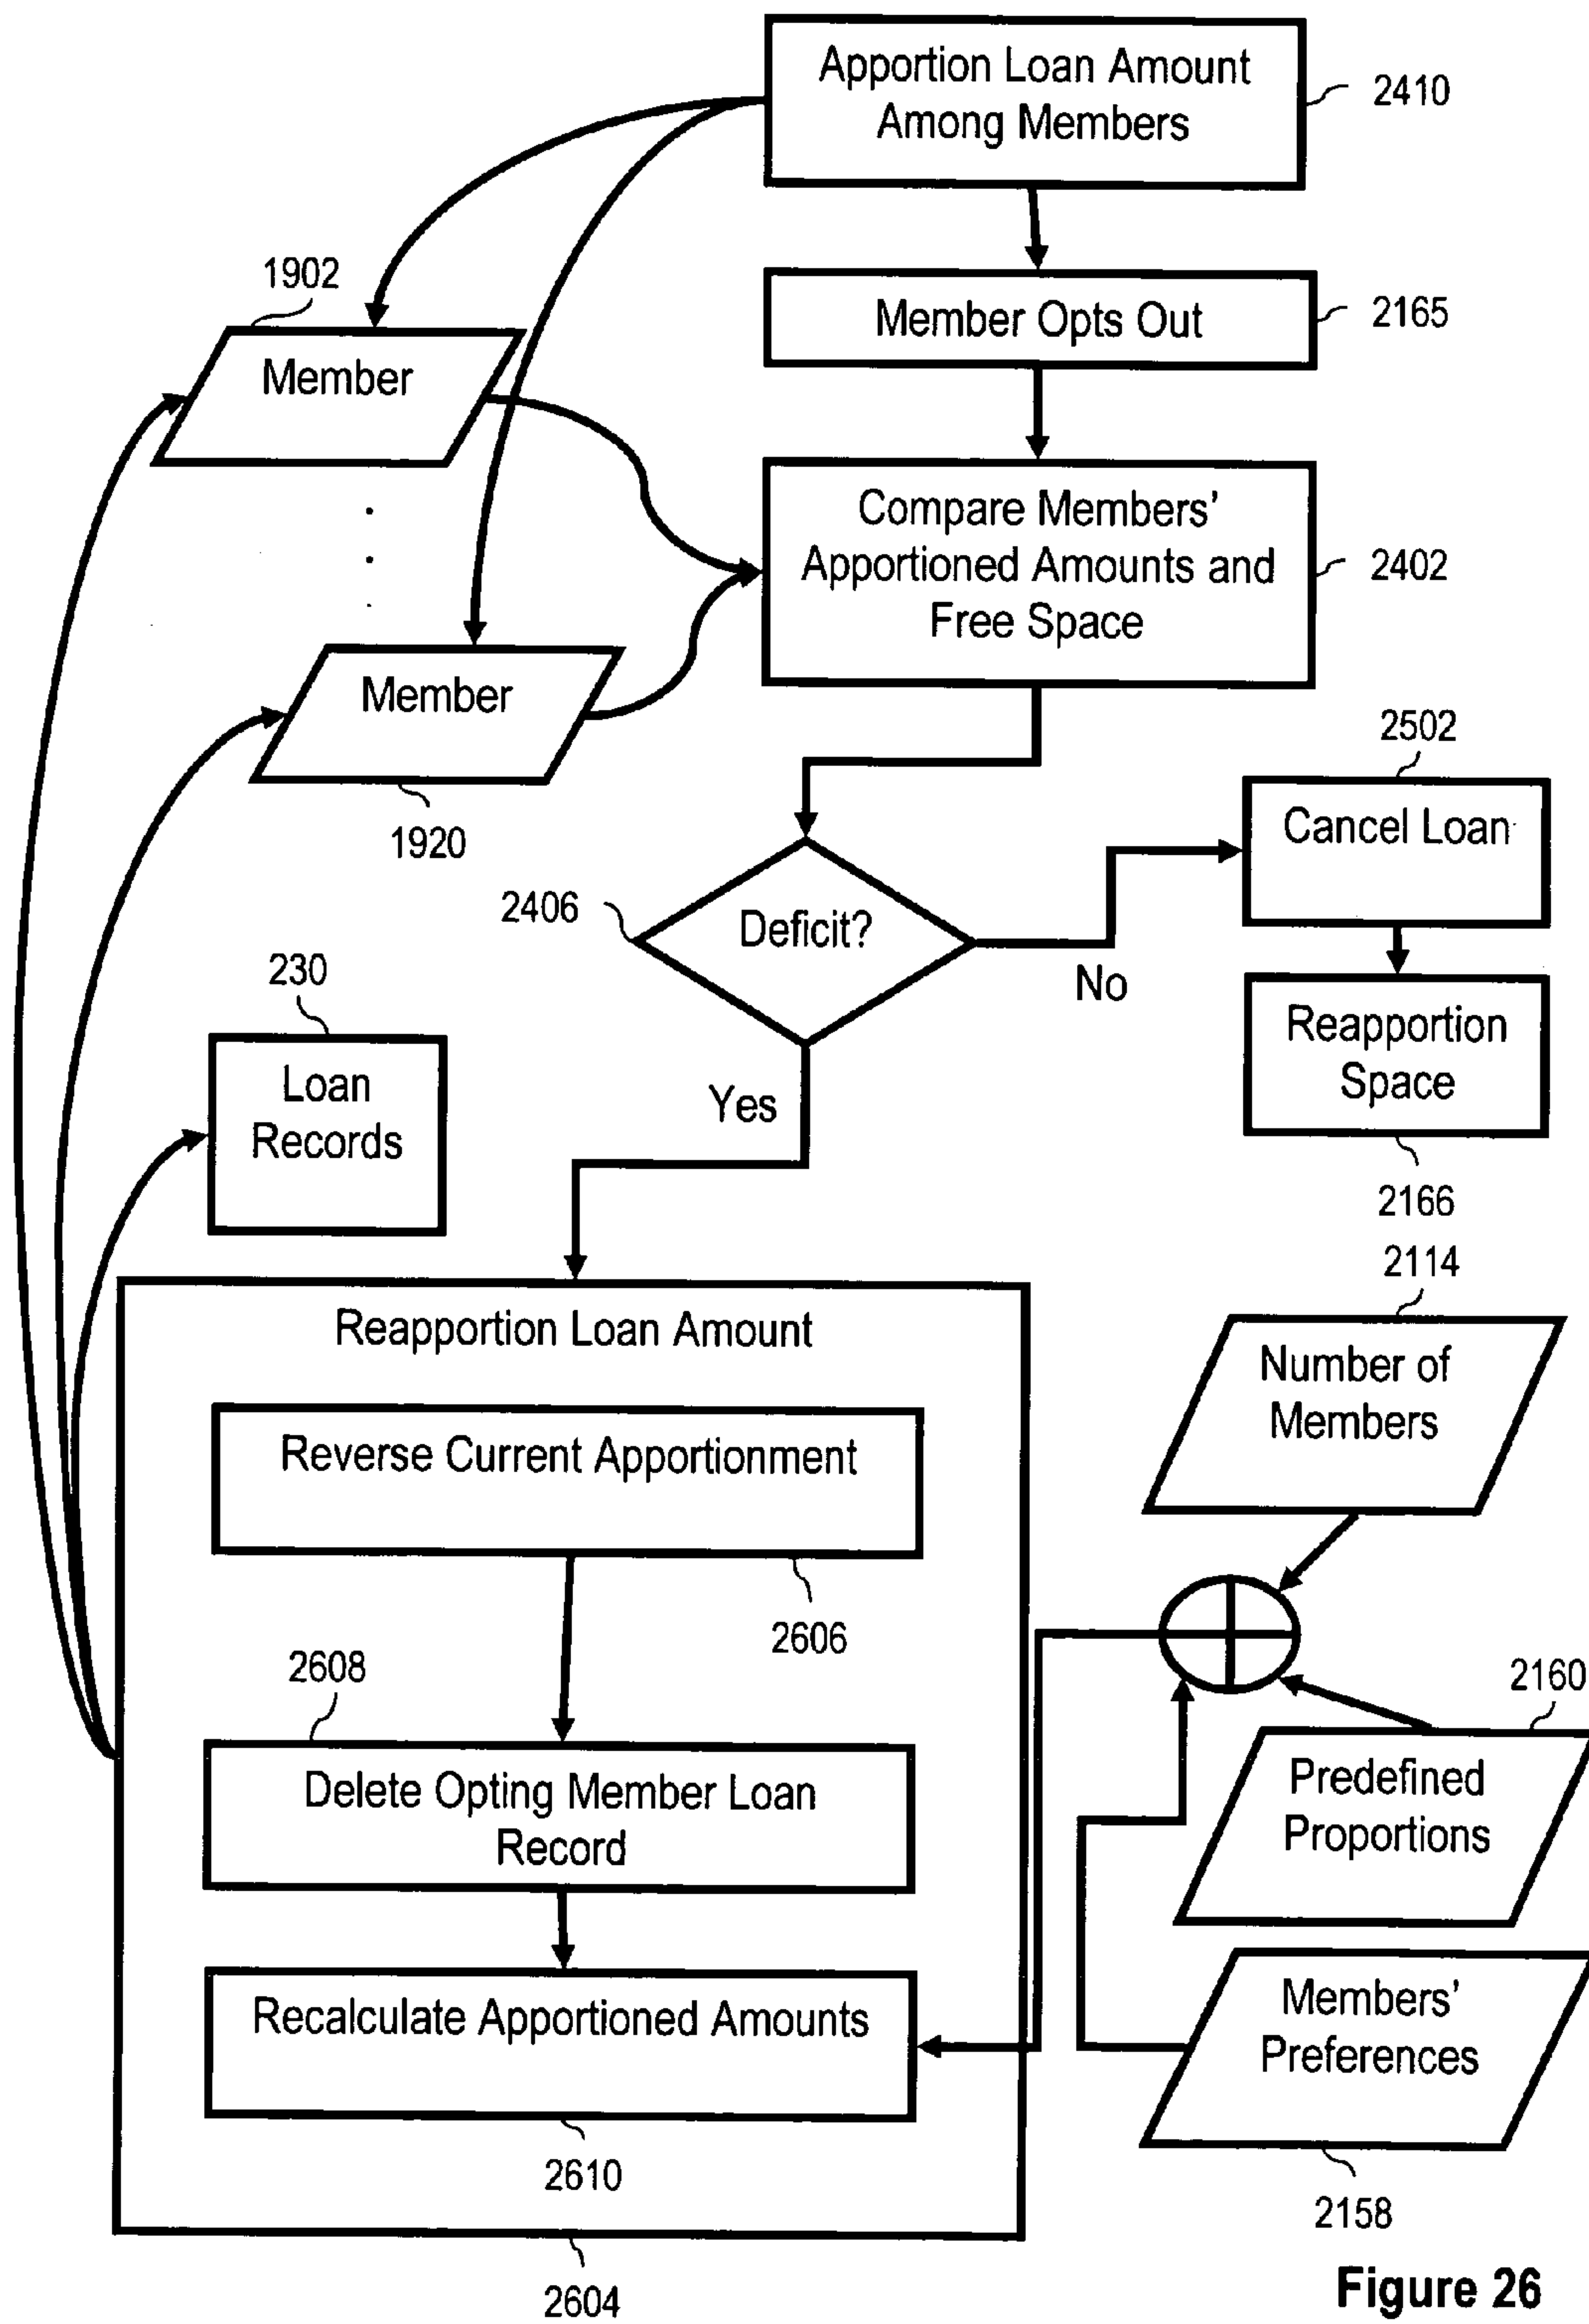 Apportion Loan Amount
Among Members
2410
1902
Member
Member Opts Out
2165
Compare Members'
Apportioned Amounts and
Free Space
2402
Member
1920
2502
Cancel Loan
2406
Deficit?
No
230
Loan
Records
Reapportion
Space
Yes
2166
2114
Reapportion Loan Amount
Number of
Members
Reverse Current Apportionment
2606
2608
2160
Delete Opting Member Loan
Record
Predefined
Proportions
Recalculate Apportioned Amounts
Members'
Preferences
2610
2158
2604
Figure 26